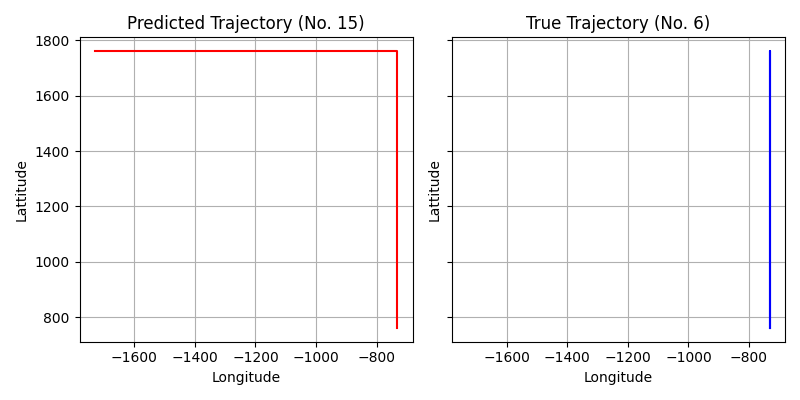 Predicted Trajectory (No. 15)
True Trajectory (No. 6)
1800
1600
1400
1200
1000
800
Lattitude
−1600 −1400 −1200 −1000 −800
Longitude
Lattitude
−1600 −1400 −1200 −1000 −800
Longitude